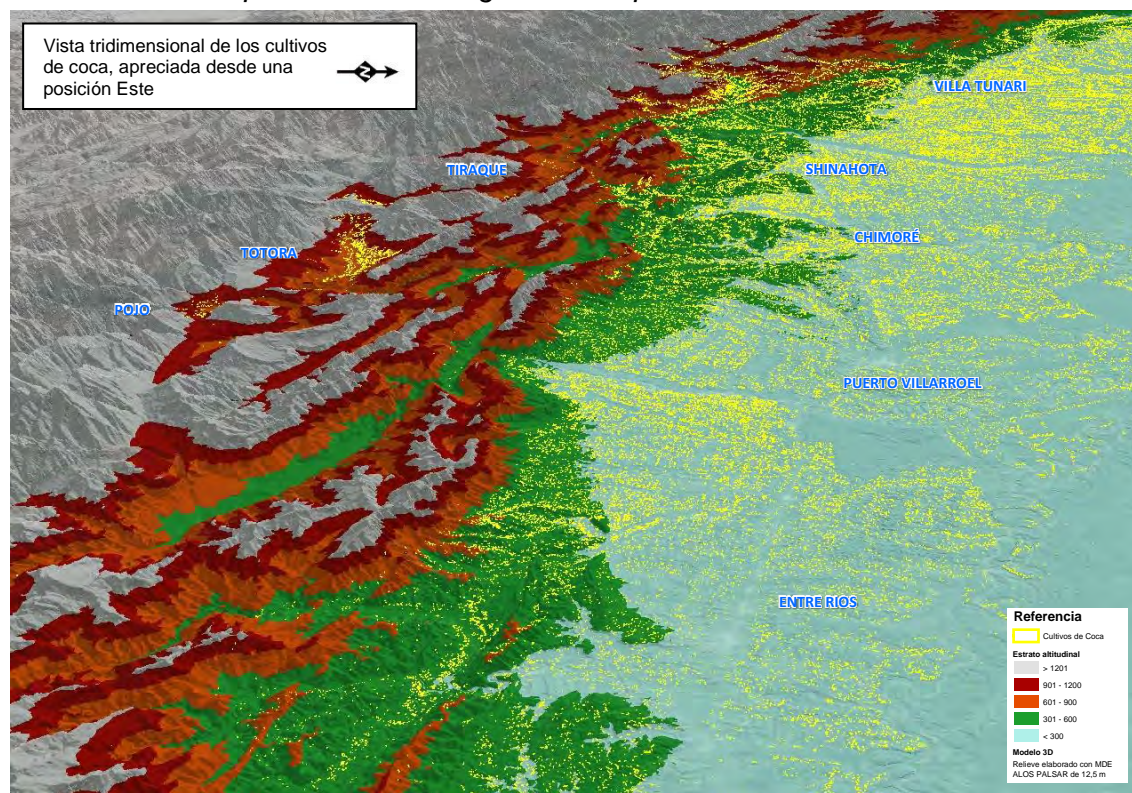 Vista tridimensional de los cultivos
de coca, apreciada desde una
posición Este
N
VILLA TUNARI
TIRAQUE
SHINAHOTA
CHIMORÉ
TOTORA
POJO
PUERTO VILLARROEL
ENTRE RIOS
Referencia
Cultivos de Coca
Estrato altitudinal
> 1201
901 - 1200
601 - 900
301 - 600
< 300
Modelo 3D
Relieve elaborado con MDE
ALOS PALSAR de 12,5 m